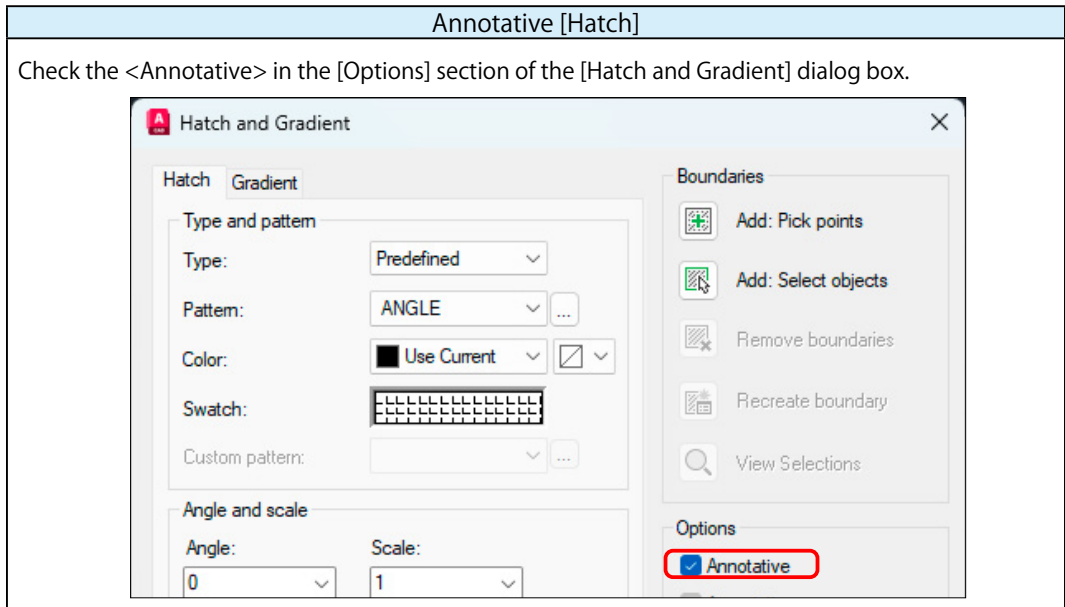 Annotative [Hatch]
Check the <Annotative> in the [Options] section of the [Hatch and Gradient] dialog box.
A
CAD
Hatch and Gradient
Hatch
Gradient
Type and pattern
Type:
Predefined
Pattern:
ANGLE
...
Color:
Use Current
Swatch:
Custom pattern:
...
Angle and scale
Angle:
Scale:
0
1
Boundaries
Add: Pick points
Add: Select objects
Remove boundaries
Recreate boundary
View Selections
Options
Annotative